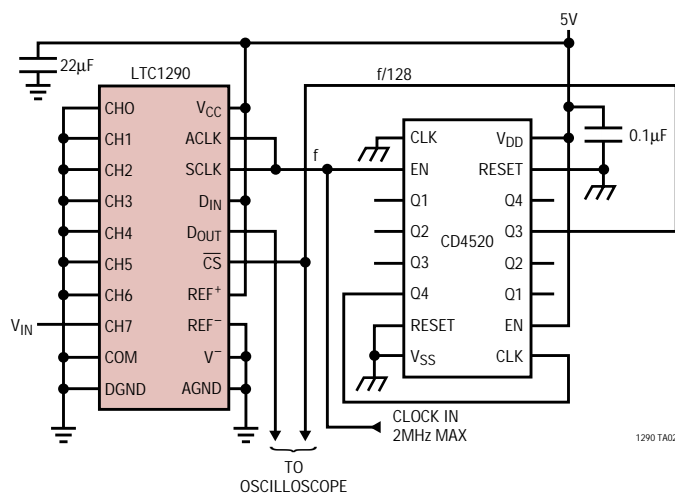 5V
22µF
LTC1290
f/128
CHO
CH1
CH2
CH3
CH4
CH5
CH6
CH7
COM
DGND
VCC
ACLK
SCLK
DIN
DOUT
CS
REF+
REF−
V−
AGND
VIN
f
CLK
EN
Q1
Q2
Q3
Q4
RESET
VSS
CD4520
VDD
RESET
Q4
Q3
Q2
Q1
EN
CLK
0.1µF
CLOCK IN
2MHz MAX
TO
OSCILLOSCOPE
1290 TA02